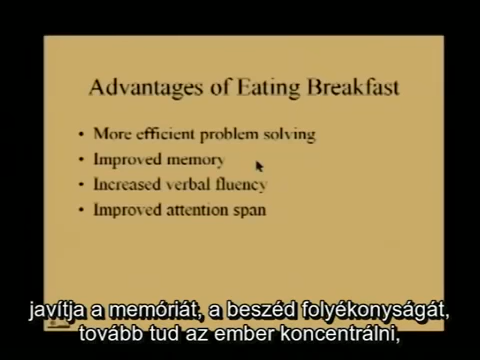 Advantages of Eating Breakfast
• More efficient problem solving
• Improved memory
• Increased verbal fluency
• Improved attention span
javítja a memóriát, a beszéd folyékonyságát,
tovább tud az ember koncentrálni,